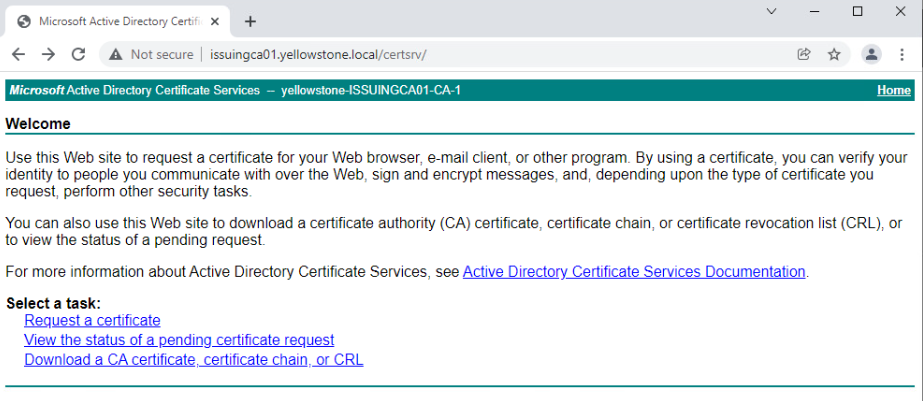 Microsoft Active Directory Certifi
Not secure | issuingca01.yellowstone.local/certsrv/
Microsoft Active Directory Certificate Services -- yellowstone-ISSUINGCA01-CA-1 Home
Welcome
Use this Web site to request a certificate for your Web browser, e-mail client, or other program. By using a certificate, you can verify your
identity to people you communicate with over the Web, sign and encrypt messages, and, depending upon the type of certificate you
request, perform other security tasks.
You can also use this Web site to download a certificate authority (CA) certificate, certificate chain, or certificate revocation list (CRL), or
to view the status of a pending request.
For more information about Active Directory Certificate Services, see Active Directory Certificate Services Documentation.
Select a task:
Request a certificate
View the status of a pending certificate request
Download a CA certificate, certificate chain, or CRL